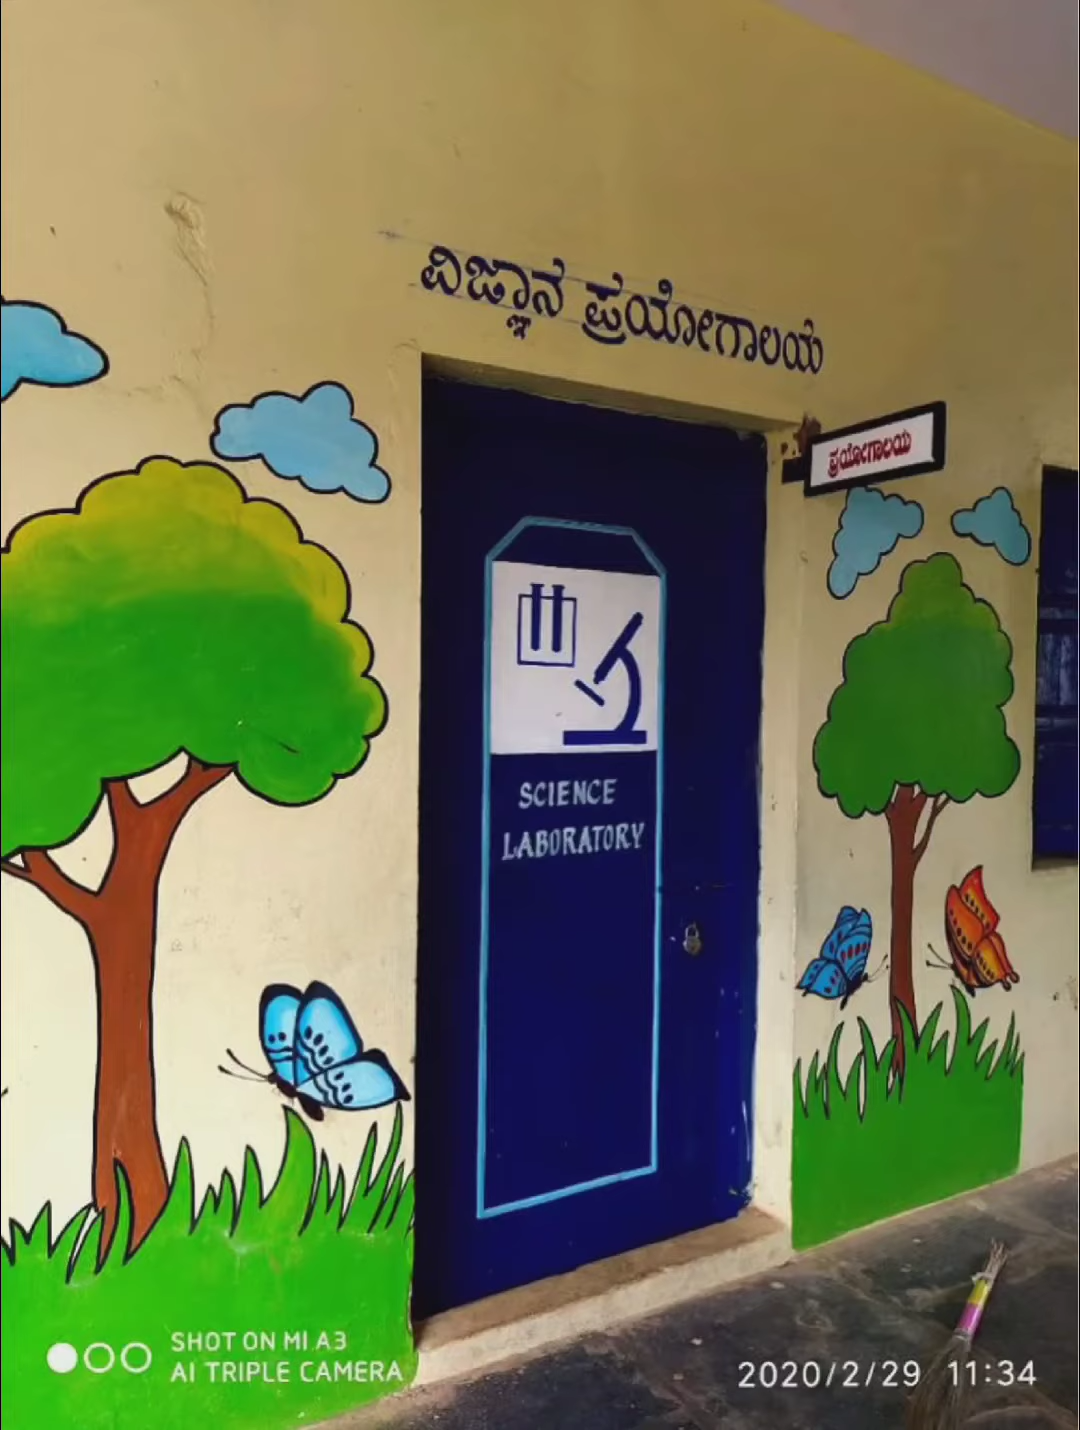 ವಿಜ್ಞಾನ ಪ್ರಯೋಗಾಲಯ
ಪ್ರಯೋಗಾಲಯ
SCIENCE
LABORATORY
SHOT ON MI A3
AI TRIPLE CAMERA
2020/2/29 11:34